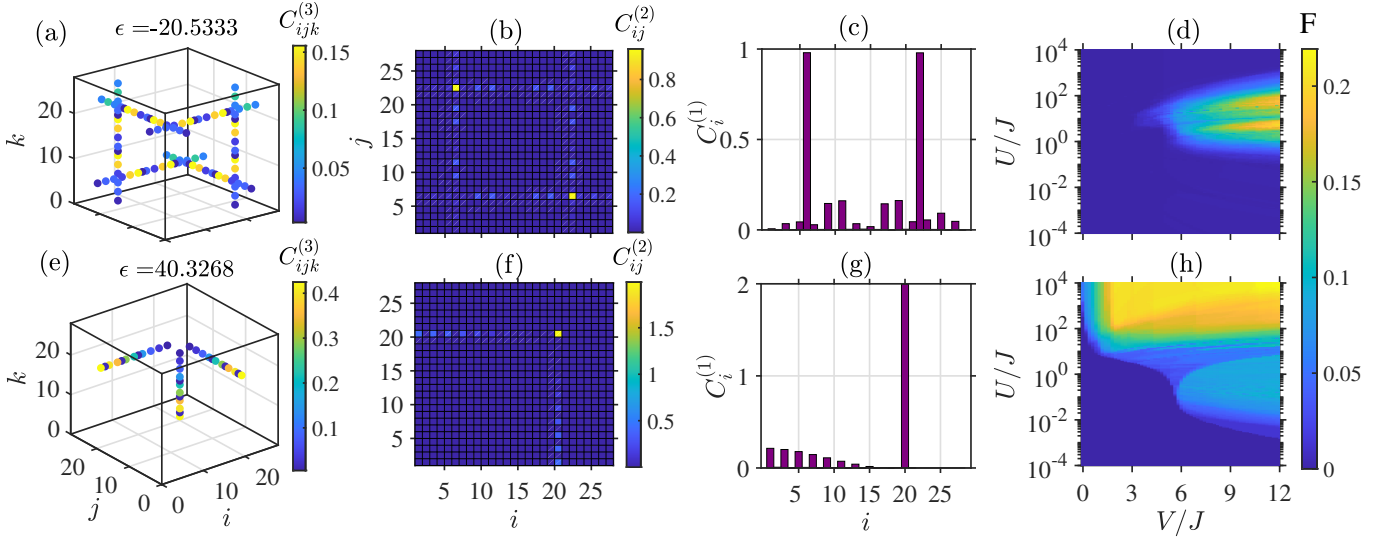 (a) ϵ =-20.5333 C_{ijk}^{(3)}
0.15
0.1
0.05
k
20
10
0
(b) C_{ij}^{(2)}
j
25
20
15
10
5
0.8
0.6
0.4
0.2
(c)
C_i^{(1)}
1
0.5
0
(d) F
U/J
10^4
10^2
10^0
10^{-2}
10^{-4}
0.2
0.15
0.1
0.05
0
(e) ϵ =40.3268 C_{ijk}^{(3)}
0.4
0.3
0.2
0.1
k
20
10
0
20
10
0
j
0
10
20
i
(f) C_{ij}^{(2)}
25
20
15
10
5
5 10 15 20 25
i
1.5
1
0.5
(g)
C_i^{(1)}
2
1
0
5 10 15 20 25
i
(h)
U/J
10^4
10^2
10^0
10^{-2}
10^{-4}
0 3 6 9 12
V/J